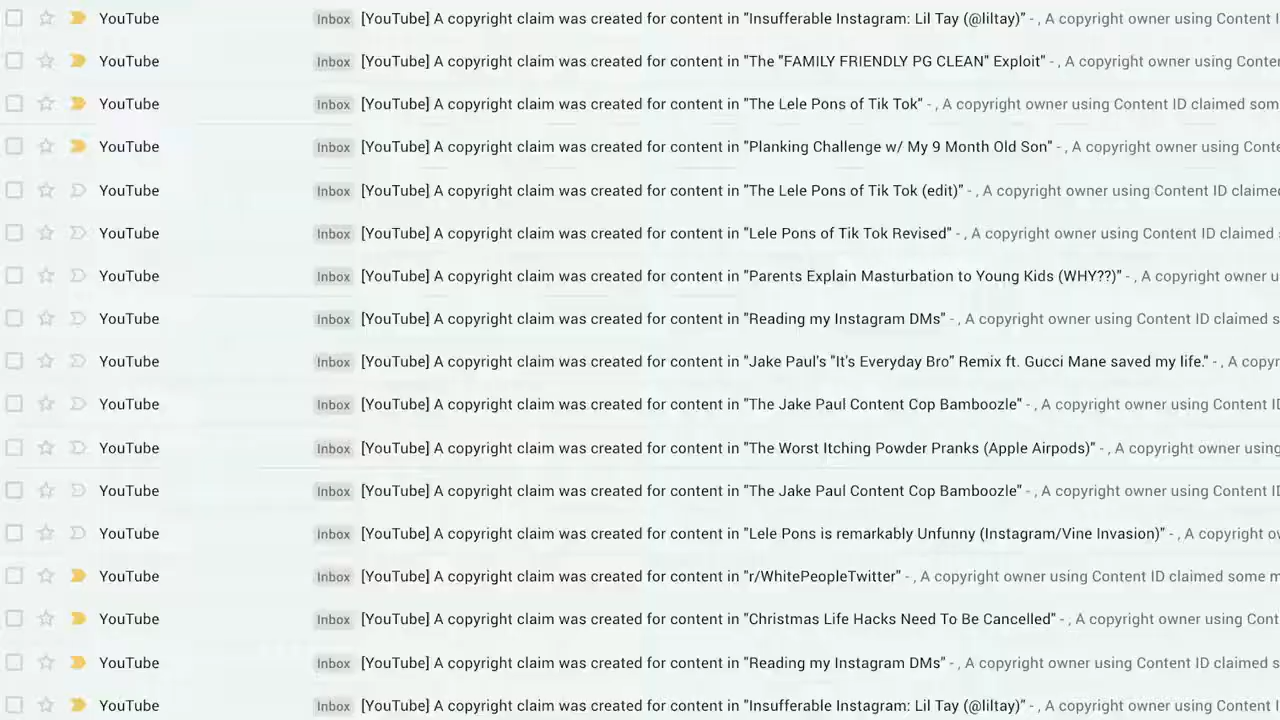 YouTube Inbox [YouTube] A copyright claim was created for content in "Insufferable Instagram: Lil Tay (@liltay)" - , A copyright owner using Content I
YouTube Inbox [YouTube] A copyright claim was created for content in "The "FAMILY FRIENDLY PG CLEAN" Exploit" - , A copyright owner using Conte
YouTube Inbox [YouTube] A copyright claim was created for content in "The Lele Pons of Tik Tok" - , A copyright owner using Content ID claimed som
YouTube Inbox [YouTube] A copyright claim was created for content in "Planking Challenge w/ My 9 Month Old Son" - , A copyright owner using Conte
YouTube Inbox [YouTube] A copyright claim was created for content in "The Lele Pons of Tik Tok (edit)" - , A copyright owner using Content ID claimed
YouTube Inbox [YouTube] A copyright claim was created for content in "Lele Pons of Tik Tok Revised" - , A copyright owner using Content ID claimed
YouTube Inbox [YouTube] A copyright claim was created for content in "Parents Explain Masturbation to Young Kids (WHY??)" - , A copyright owner u
YouTube Inbox [YouTube] A copyright claim was created for content in "Reading my Instagram DMs" - , A copyright owner using Content ID claimed s
YouTube Inbox [YouTube] A copyright claim was created for content in "Jake Paul's "It's Everyday Bro" Remix ft. Gucci Mane saved my life." - , A copyr
YouTube Inbox [YouTube] A copyright claim was created for content in "The Jake Paul Content Cop Bamboozle" - , A copyright owner using Content ID
YouTube Inbox [YouTube] A copyright claim was created for content in "The Worst Itching Powder Pranks (Apple Airpods)" - , A copyright owner using
YouTube Inbox [YouTube] A copyright claim was created for content in "The Jake Paul Content Cop Bamboozle" - , A copyright owner using Content ID
YouTube Inbox [YouTube] A copyright claim was created for content in "Lele Pons is remarkably Unfunny (Instagram/Vine Invasion)" - , A copyright ow
YouTube Inbox [YouTube] A copyright claim was created for content in "r/WhitePeopleTwitter" - , A copyright owner using Content ID claimed some m
YouTube Inbox [YouTube] A copyright claim was created for content in "Christmas Life Hacks Need To Be Cancelled" - , A copyright owner using Cont
YouTube Inbox [YouTube] A copyright claim was created for content in "Reading my Instagram DMs" - , A copyright owner using Content ID claimed s
YouTube Inbox [YouTube] A copyright claim was created for content in "Insufferable Instagram: Lil Tay (@liltay)" - , A copyright owner using Content I